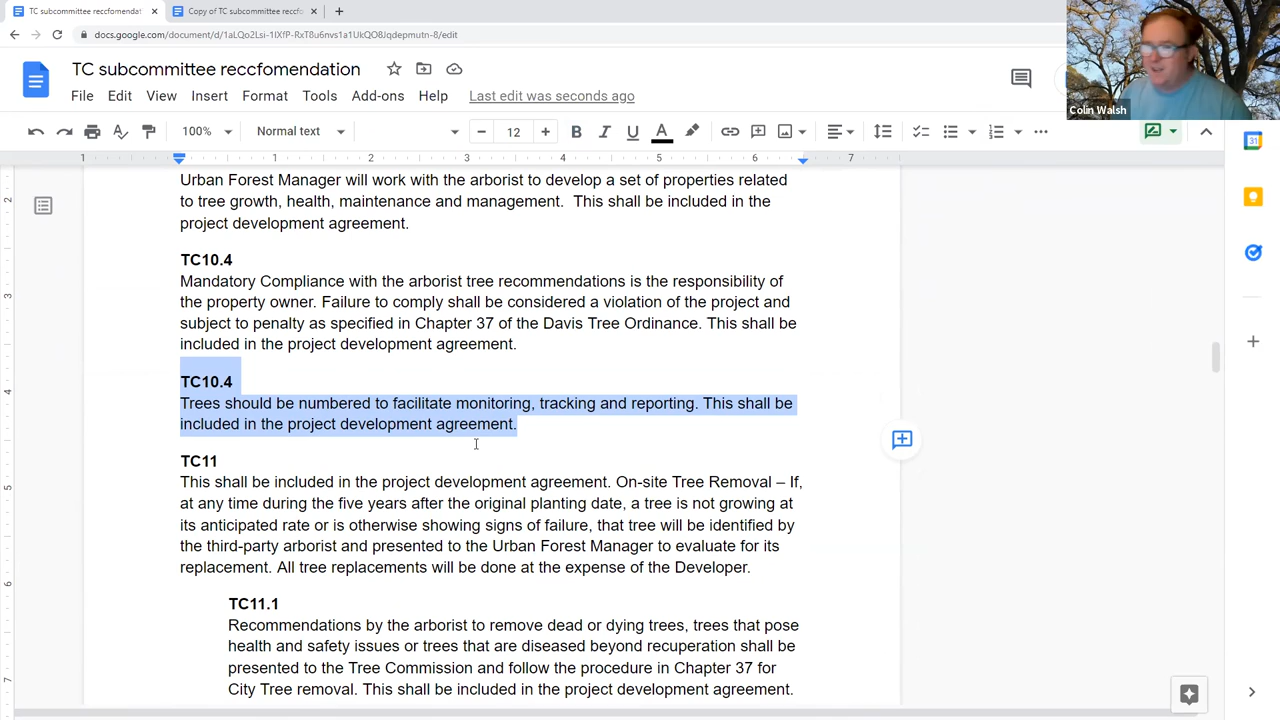 TC subcommittee reccfomendat
Copy of TC subcommittee reccf
TC subcommittee reccfomendation
File Edit View Insert Format Tools Add-ons Help Last edit was seconds ago
100% Normal text 12
Colin Walsh
1 1 2 3 4 5 6 7
Urban Forest Manager will work with the arborist to develop a set of properties related
to tree growth, health, maintenance and management. This shall be included in the
project development agreement.
TC10.4
Mandatory Compliance with the arborist tree recommendations is the responsibility of
the property owner. Failure to comply shall be considered a violation of the project and
subject to penalty as specified in Chapter 37 of the Davis Tree Ordinance. This shall be
included in the project development agreement.
TC10.4
Trees should be numbered to facilitate monitoring, tracking and reporting. This shall be
included in the project development agreement.
TC11
This shall be included in the project development agreement. On-site Tree Removal – If,
at any time during the five years after the original planting date, a tree is not growing at
its anticipated rate or is otherwise showing signs of failure, that tree will be identified by
the third-party arborist and presented to the Urban Forest Manager to evaluate for its
replacement. All tree replacements will be done at the expense of the Developer.
TC11.1
Recommendations by the arborist to remove dead or dying trees, trees that pose
health and safety issues or trees that are diseased beyond recuperation shall be
presented to the Tree Commission and follow the procedure in Chapter 37 for
City Tree removal. This shall be included in the project development agreement.